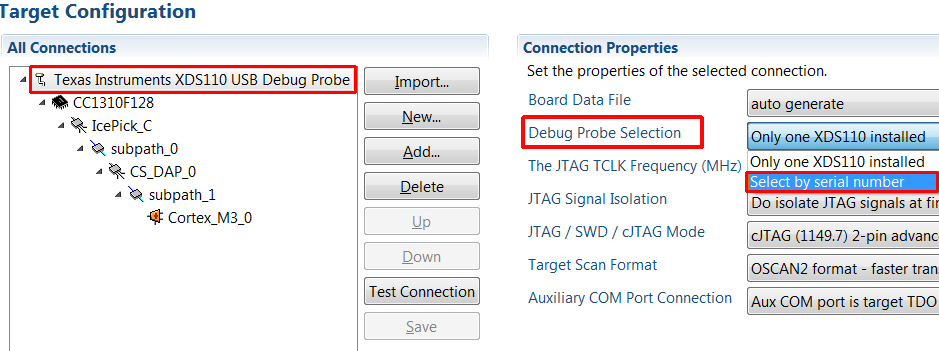 Target Configuration
All Connections
Texas Instruments XDS110 USB Debug Probe
CC1310F128
IcePick_C
subpath_0
CS_DAP_0
subpath_1
Cortex_M3_0
Import...
New...
Add...
Delete
Up
Down
Test Connection
Save
Connection Properties
Set the properties of the selected connection.
Board Data File
auto generate
Debug Probe Selection
Only one XDS110 installed
Only one XDS110 installed
Select by serial number
The JTAG TCLK Frequency (MHz)
JTAG Signal Isolation
Do isolate JTAG signals at fin
JTAG / SWD / cJTAG Mode
cJTAG (1149.7) 2-pin advanc
Target Scan Format
OSCAN2 format - faster tran
Auxiliary COM Port Connection
Aux COM port is target TDO